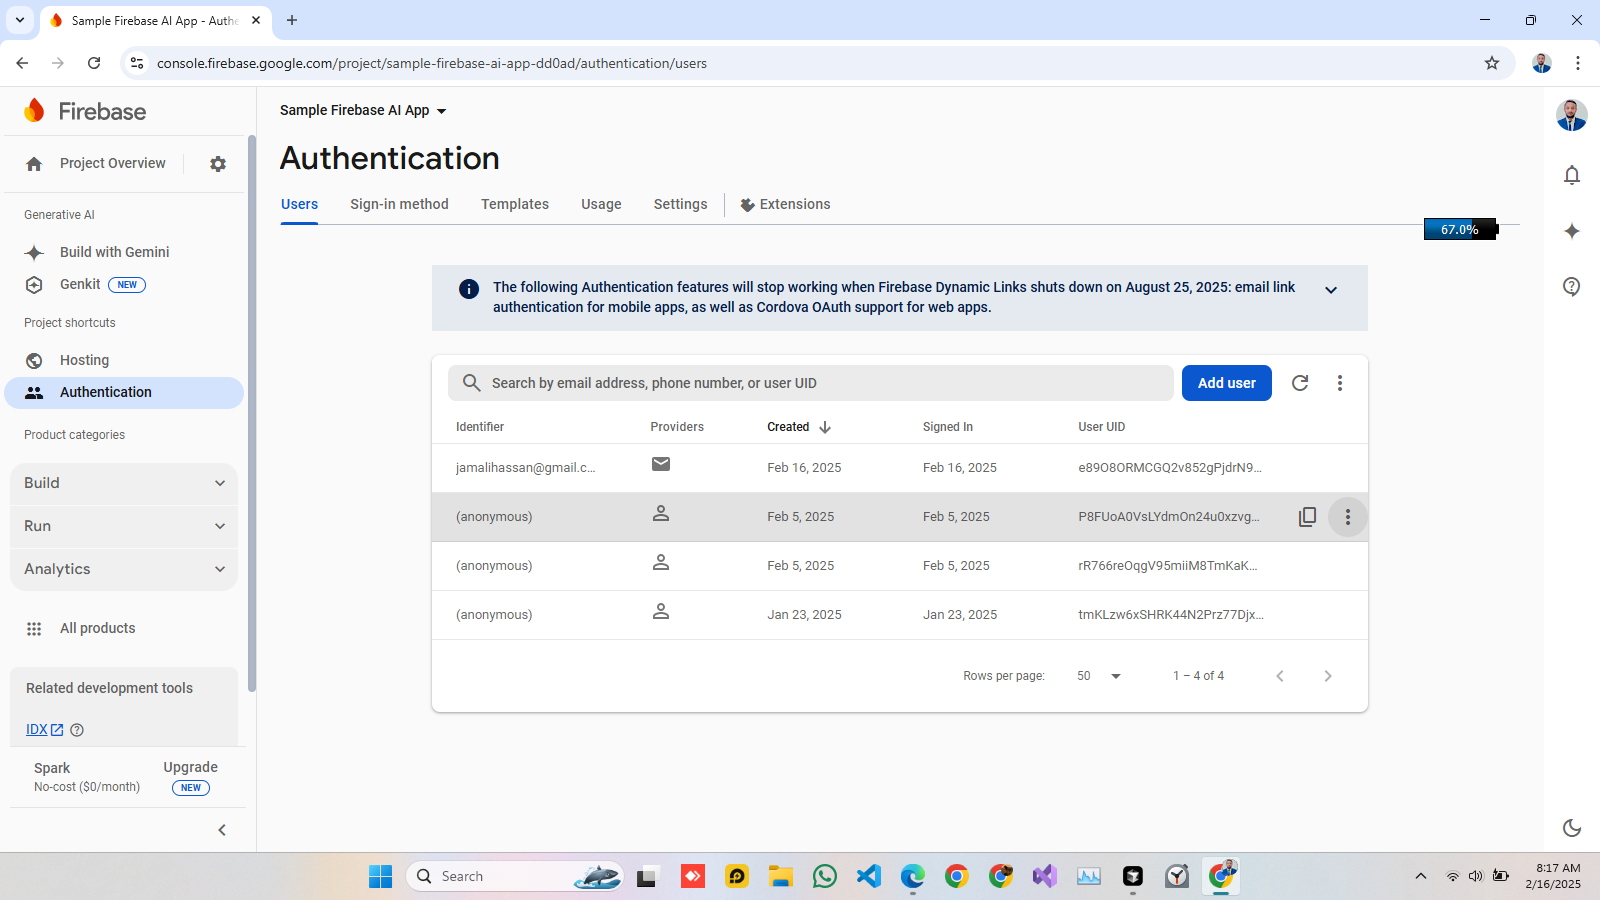 Sample Firebase AI App - Authe
console.firebase.google.com/project/sample-firebase-ai-app-dd0ad/authentication/users
Firebase
Project Overview
Generative AI
Build with Gemini
Genkit NEW
Project shortcuts
Hosting
Authentication
Product categories
Build
Run
Analytics
All products
Related development tools
IDX
Spark
No-cost ($0/month)
Upgrade
NEW
Sample Firebase AI App
Authentication
Users Sign-in method Templates Usage Settings Extensions
67.0%
The following Authentication features will stop working when Firebase Dynamic Links shuts down on August 25, 2025: email link
authentication for mobile apps, as well as Cordova OAuth support for web apps.
Search by email address, phone number, or user UID
Add user
Identifier Providers Created Signed In User UID
jamalihassan@gmail.c... Feb 16, 2025 Feb 16, 2025 e89O8ORMCGQ2v852gPjdrN9...
(anonymous) Feb 5, 2025 Feb 5, 2025 P8FUoA0VsLYdmOn24u0xzvg...
(anonymous) Feb 5, 2025 Feb 5, 2025 rR766reOqgV95miiM8TmKaK...
(anonymous) Jan 23, 2025 Jan 23, 2025 tmKLzw6xSHRK44N2Prz77Djx...
Rows per page: 50 1 – 4 of 4
Search
8:17 AM
2/16/2025